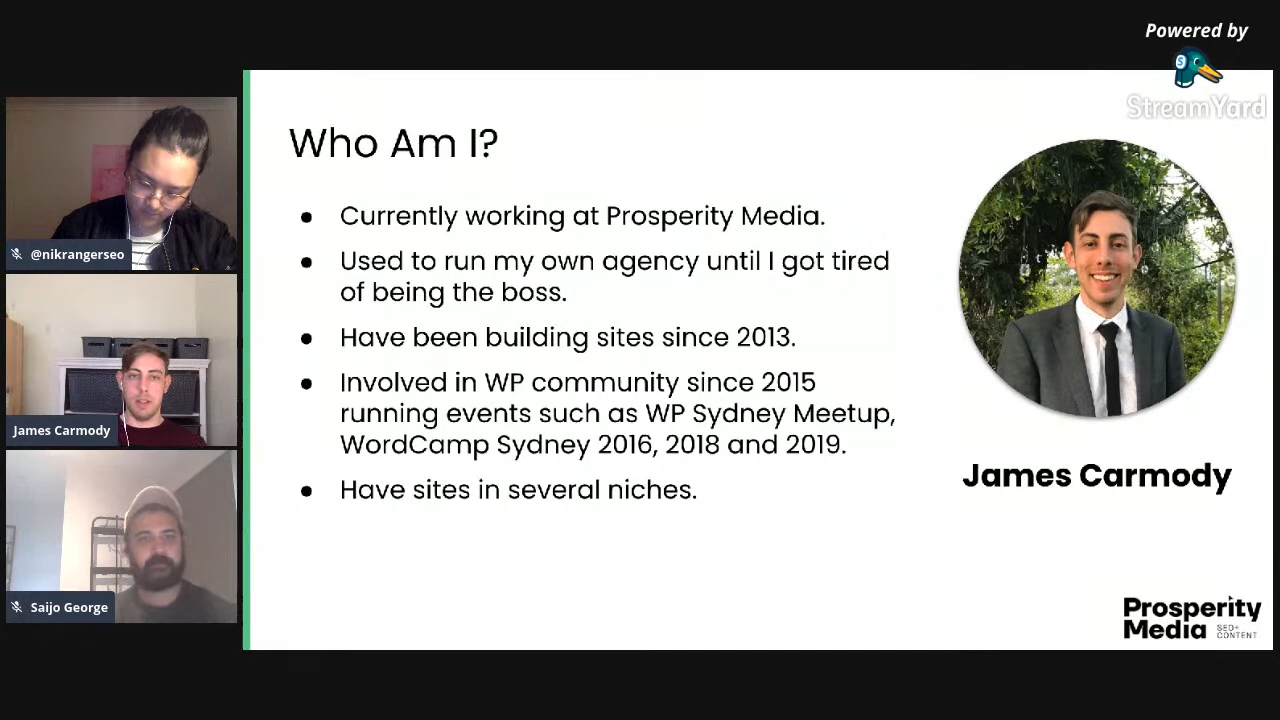 Powered by
StreamYard
@nikrangerseo
James Carmody
Saijo George
Who Am I?
● Currently working at Prosperity Media.
● Used to run my own agency until I got tired
of being the boss.
● Have been building sites since 2013.
● Involved in WP community since 2015
running events such as WP Sydney Meetup,
WordCamp Sydney 2016, 2018 and 2019.
● Have sites in several niches.
James Carmody
Prosperity
Media SEO+
CONTENT